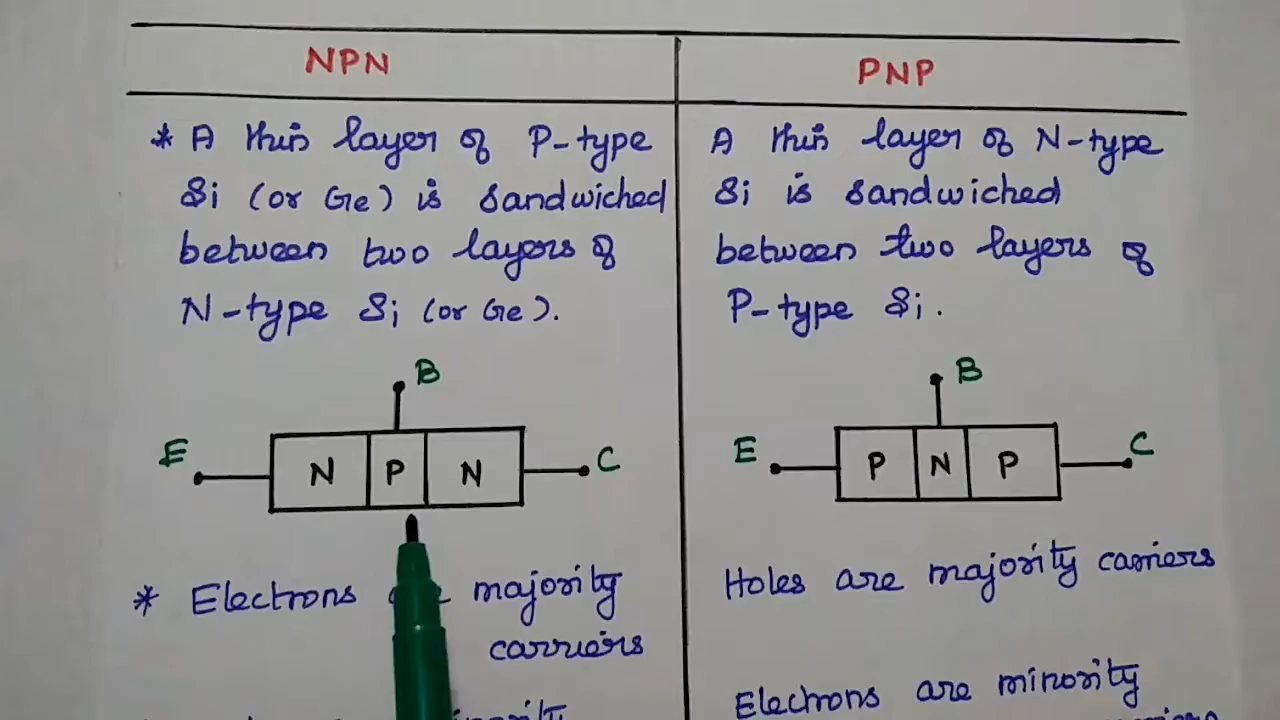 NPN
* A thin layer of P-type
Si (or Ge) is sandwiched
between two layers of
N-type Si (or Ge).
B
E
N P N
C
* Electrons majority
carriers
PNP
A thin layer of N-type
Si is sandwiched
between two layers of
P-type Si.
B
E
P N P
C
Holes are majority carriers
Electrons are minority